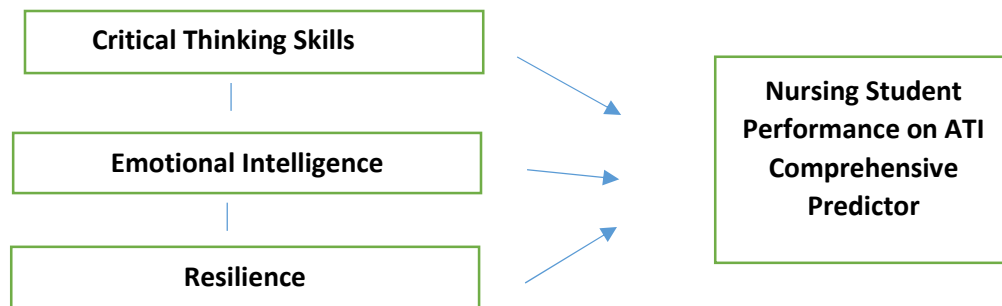 Critical Thinking Skills
Emotional Intelligence
Resilience
Nursing Student
Performance on ATI
Comprehensive
Predictor